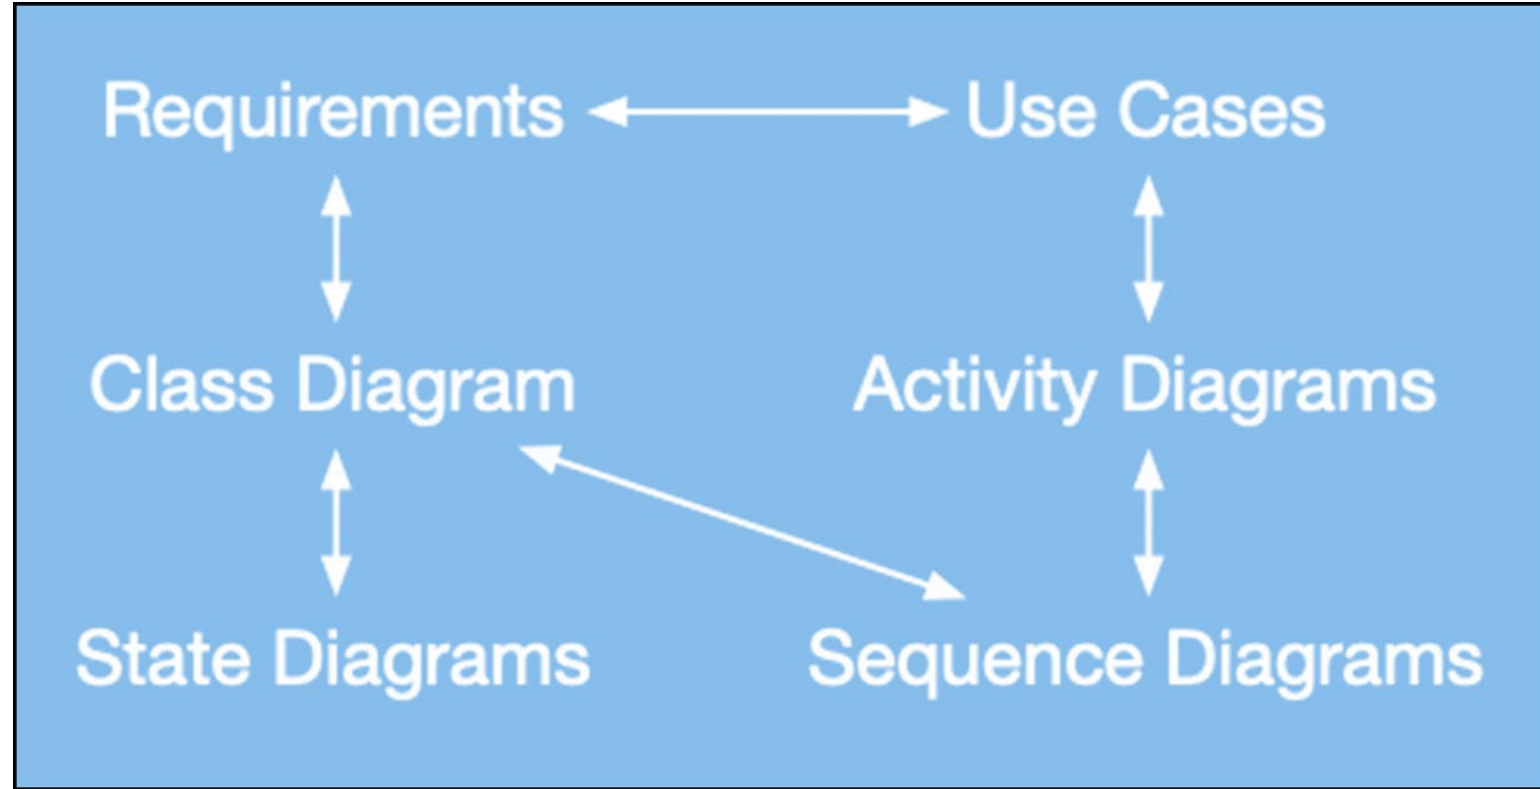 Requirements
Use Cases
Class Diagram
Activity Diagrams
State Diagrams
Sequence Diagrams